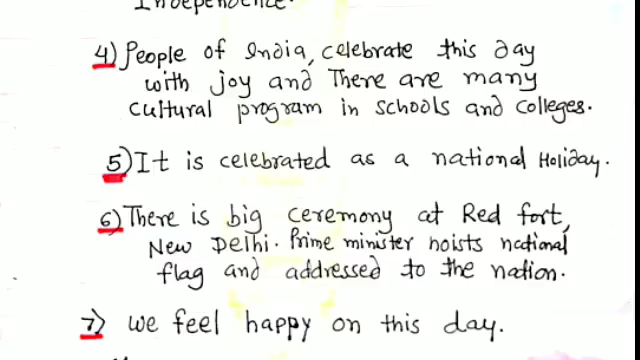 Independence.
4) People of India, celebrate this day
with joy and There are many
cultural program in schools and colleges.
5) It is celebrated as a national Holiday.
6) There is big ceremony at Red fort,
New Delhi. Prime minister hoists national
flag and addressed to the nation.
7) We feel happy on this day.